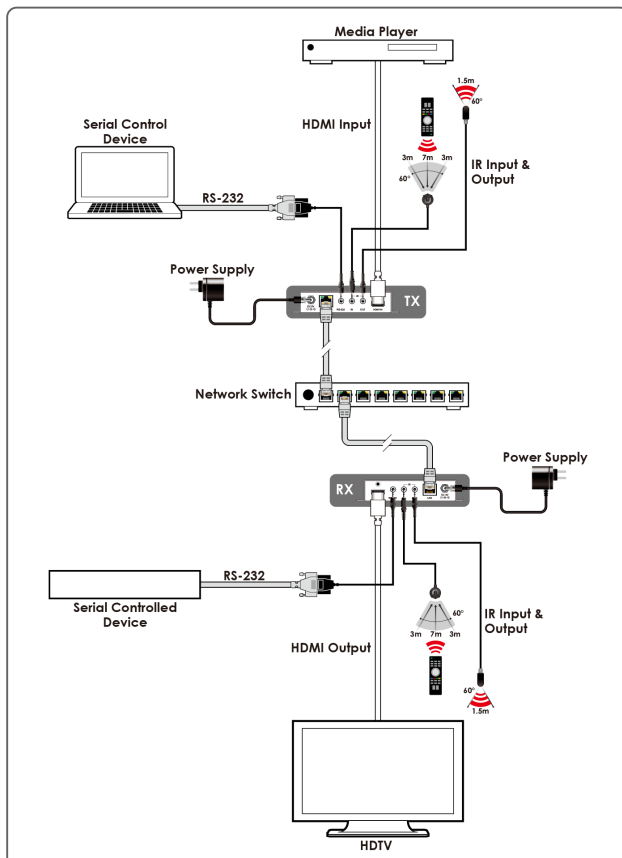 Media Player
1.5m
60°
HDMI Input
Serial Control
Device
3m 7m 3m
60°
IR Input &
Output
RS-232
Power Supply
TX
Network Switch
Power Supply
RX
RS-232
Serial Controlled
Device
60°
3m 7m 3m
IR Input &
Output
HDMI Output
60°
1.5m
HDTV